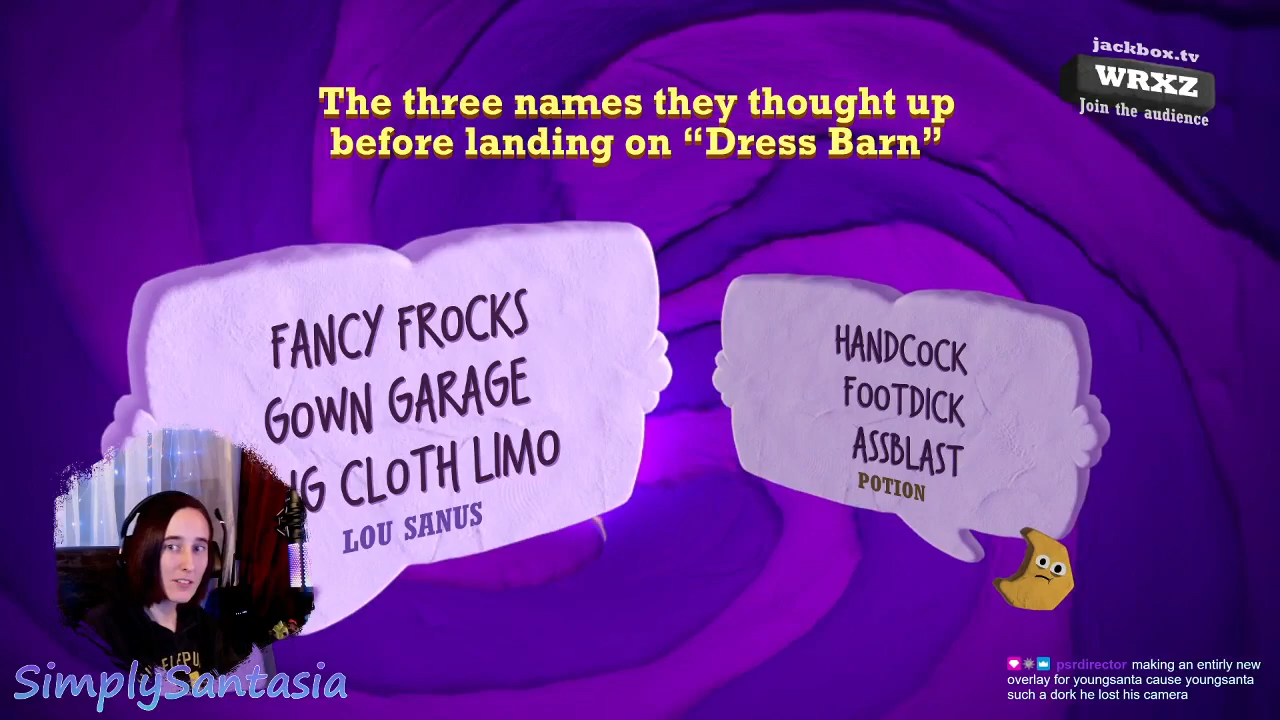 jackbox.tv
WRXZ
Join the audience
The three names they thought up
before landing on “Dress Barn”
FANCY FROCKS
GOWN GARAGE
CLOTH LIMO
LOU SANUS
HANDCOCK
FOOTDICK
ASSBLAST
POTION
SimplySantasia
psrdirector making an entirly new
overlay for youngsanta cause youngsanta
such a dork he lost his camera